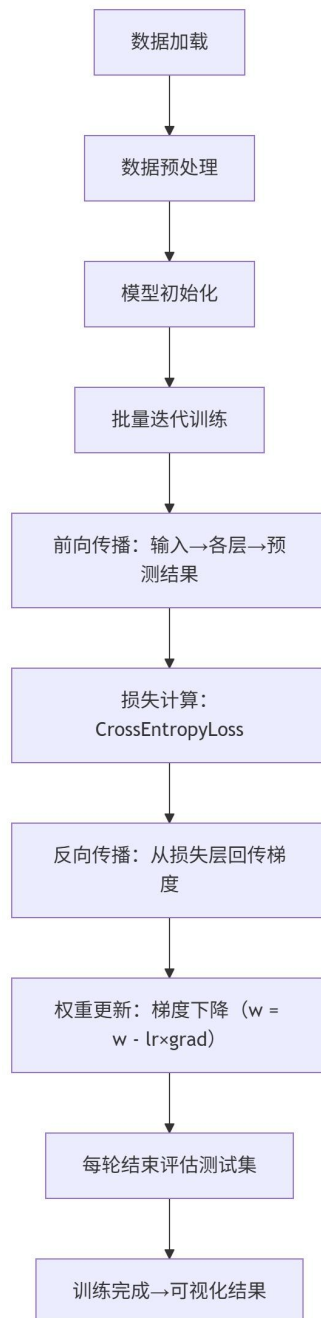 数据加载
数据预处理
模型初始化
批量迭代训练
前向传播：输入→各层→预
测结果
损失计算：
CrossEntropyLoss
反向传播：从损失层回传梯
度
权重更新：梯度下降（w =
w - lr×grad）
每轮结束评估测试集
训练完成→可视化结果